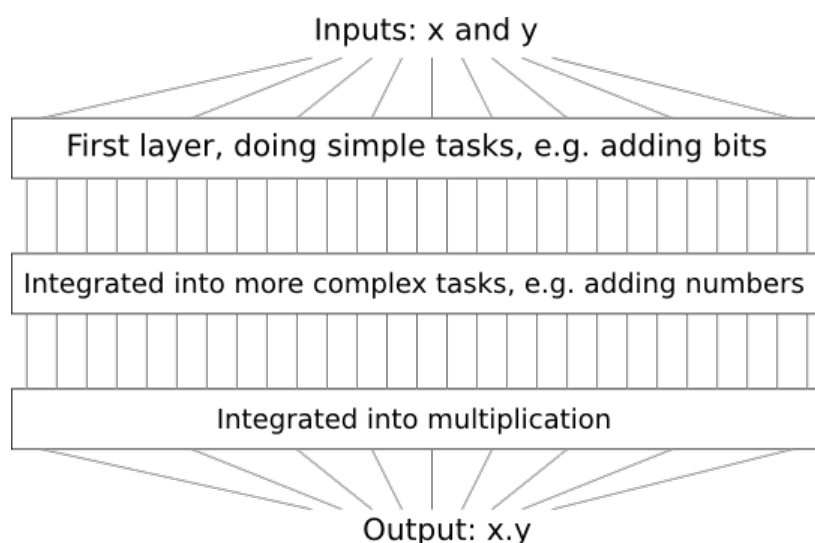 Inputs: x and y
First layer, doing simple tasks, e.g. adding bits
Integrated into more complex tasks, e.g. adding numbers
Integrated into multiplication
Output: x.y